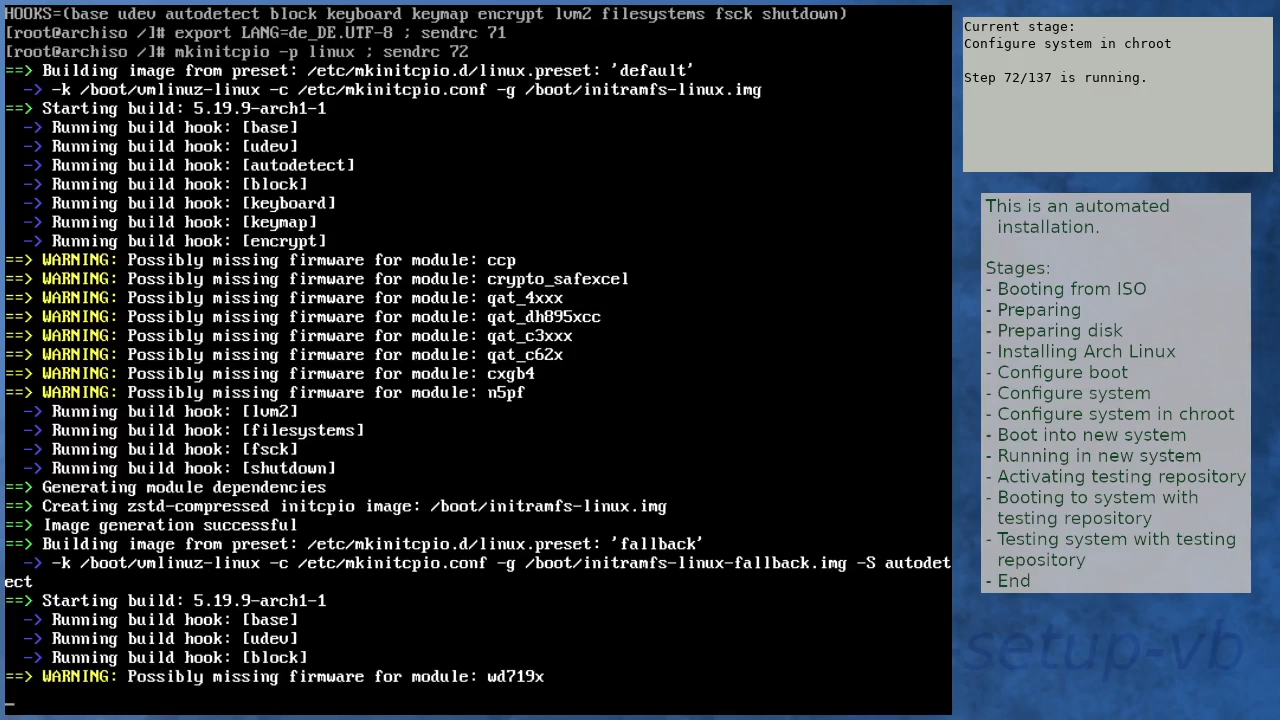 HOOKS=(base udev autodetect block keyboard keymap encrypt lvm2 filesystems fsck shutdown)
[root@archiso /]# export LANG=de_DE.UTF-8 ; sendrc 71
[root@archiso /]# mkinitcpio -p linux ; sendrc 72
==> Building image from preset: /etc/mkinitcpio.d/linux.preset: 'default'
  -> -k /boot/vmlinuz-linux -c /etc/mkinitcpio.conf -g /boot/initramfs-linux.img
==> Starting build: 5.19.9-arch1-1
  -> Running build hook: [base]
  -> Running build hook: [udev]
  -> Running build hook: [autodetect]
  -> Running build hook: [block]
  -> Running build hook: [keyboard]
  -> Running build hook: [keymap]
  -> Running build hook: [encrypt]
==> WARNING: Possibly missing firmware for module: ccp
==> WARNING: Possibly missing firmware for module: crypto_safexcel
==> WARNING: Possibly missing firmware for module: qat_4xxx
==> WARNING: Possibly missing firmware for module: qat_dh895xcc
==> WARNING: Possibly missing firmware for module: qat_c3xxx
==> WARNING: Possibly missing firmware for module: qat_c62x
==> WARNING: Possibly missing firmware for module: cxgb4
==> WARNING: Possibly missing firmware for module: n5pf
  -> Running build hook: [lvm2]
  -> Running build hook: [filesystems]
  -> Running build hook: [fsck]
  -> Running build hook: [shutdown]
==> Generating module dependencies
==> Creating zstd-compressed initcpio image: /boot/initramfs-linux.img
==> Image generation successful
==> Building image from preset: /etc/mkinitcpio.d/linux.preset: 'fallback'
  -> -k /boot/vmlinuz-linux -c /etc/mkinitcpio.conf -g /boot/initramfs-linux-fallback.img -S autodet
ect
==> Starting build: 5.19.9-arch1-1
  -> Running build hook: [base]
  -> Running build hook: [udev]
  -> Running build hook: [block]
==> WARNING: Possibly missing firmware for module: wd719x
_
Current stage:
Configure system in chroot
Step 72/137 is running.
This is an automated
installation.
Stages:
- Booting from ISO
- Preparing
- Preparing disk
- Installing Arch Linux
- Configure boot
- Configure system
- Configure system in chroot
- Boot into new system
- Running in new system
- Activating testing repository
- Booting to system with
testing repository
- Testing system with testing
repository
- End
-setup-vb